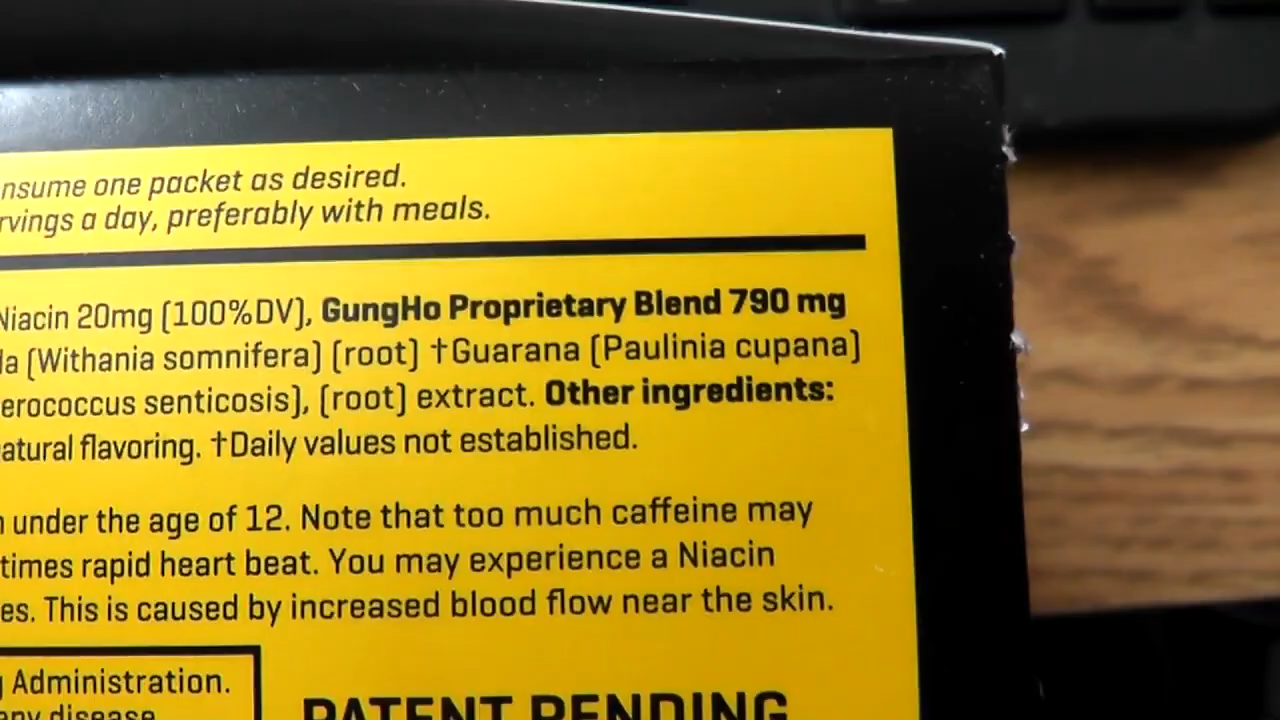 nsume one packet as desired.
rvings a day, preferably with meals.
Niacin 20mg (100%DV), GungHo Proprietary Blend 790 mg
la (Withania somnifera) (root) †Guarana (Paulinia cupana)
erococcus senticosis), (root) extract. Other ingredients:
atural flavoring. †Daily values not established.
under the age of 12. Note that too much caffeine may
times rapid heart beat. You may experience a Niacin
es. This is caused by increased blood flow near the skin.
Administration.
any disease
PATENT PENDING